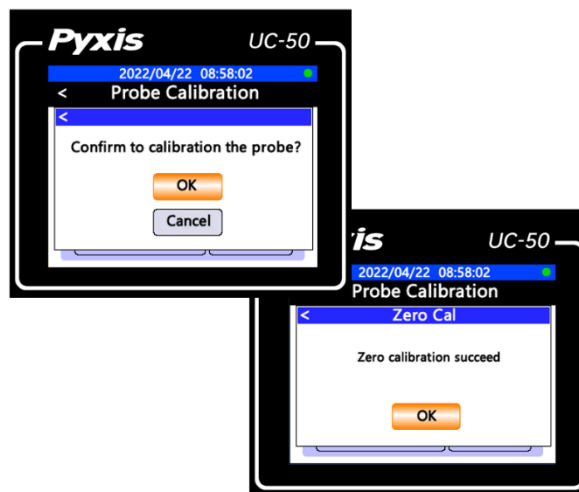 Pyxis UC-50
2022/04/22 08:58:02
< Probe Calibration
<
Confirm to calibration the probe?
OK
Cancel
is UC-50
2022/04/22 08:58:02
Probe Calibration
< Zero Cal
Zero calibration succeed
OK